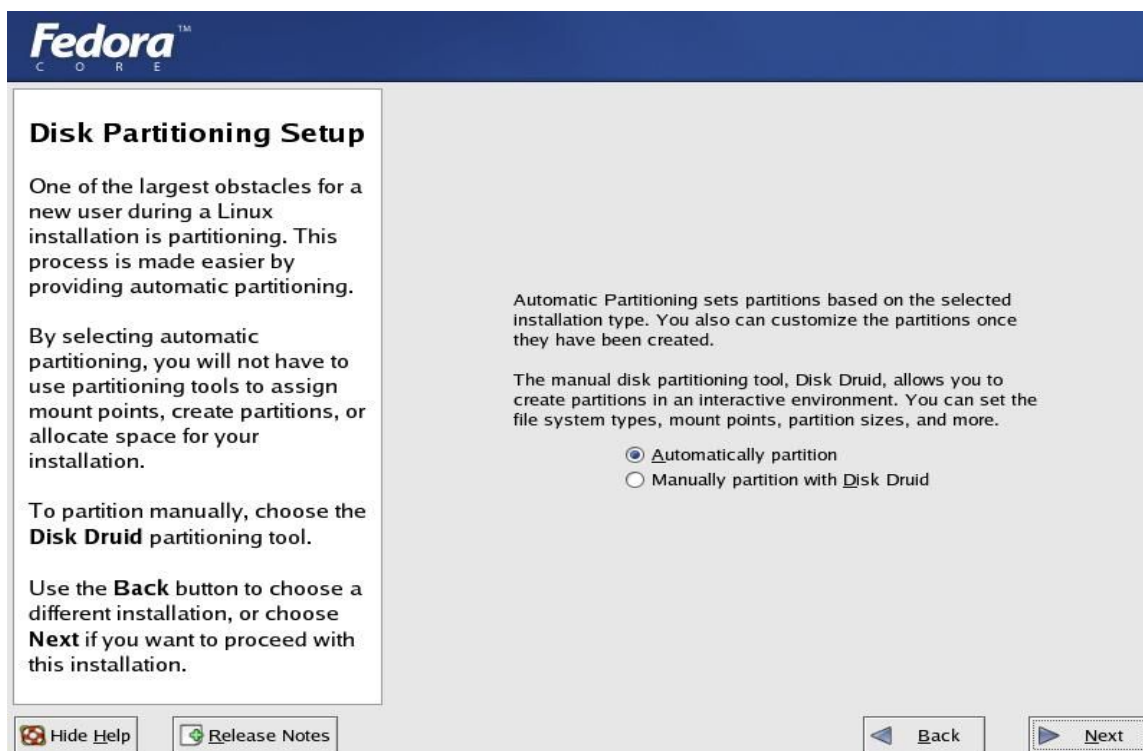 Fedora™
CORE
Disk Partitioning Setup
One of the largest obstacles for a
new user during a Linux
installation is partitioning. This
process is made easier by
providing automatic partitioning.
By selecting automatic
partitioning, you will not have to
use partitioning tools to assign
mount points, create partitions, or
allocate space for your
installation.
To partition manually, choose the
Disk Druid partitioning tool.
Use the Back button to choose a
different installation, or choose
Next if you want to proceed with
this installation.
Automatic Partitioning sets partitions based on the selected
installation type. You also can customize the partitions once
they have been created.
The manual disk partitioning tool, Disk Druid, allows you to
create partitions in an interactive environment. You can set the
file system types, mount points, partition sizes, and more.
Automatically partition
Manually partition with Disk Druid
Hide Help
Release Notes
Back
Next